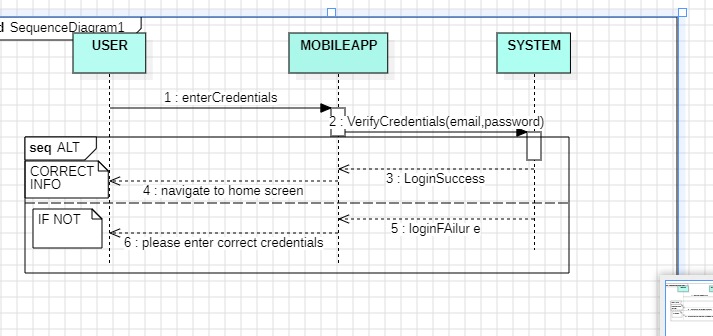 d SequenceDiagram1
USER
MOBILEAPP
SYSTEM
1 : enterCredentials
2 : VerifyCredentials(email,password)
seq ALT
CORRECT
INFO
3 : LoginSuccess
4 : navigate to home screen
IF NOT
5 : loginFAilur e
6 : please enter correct credentials